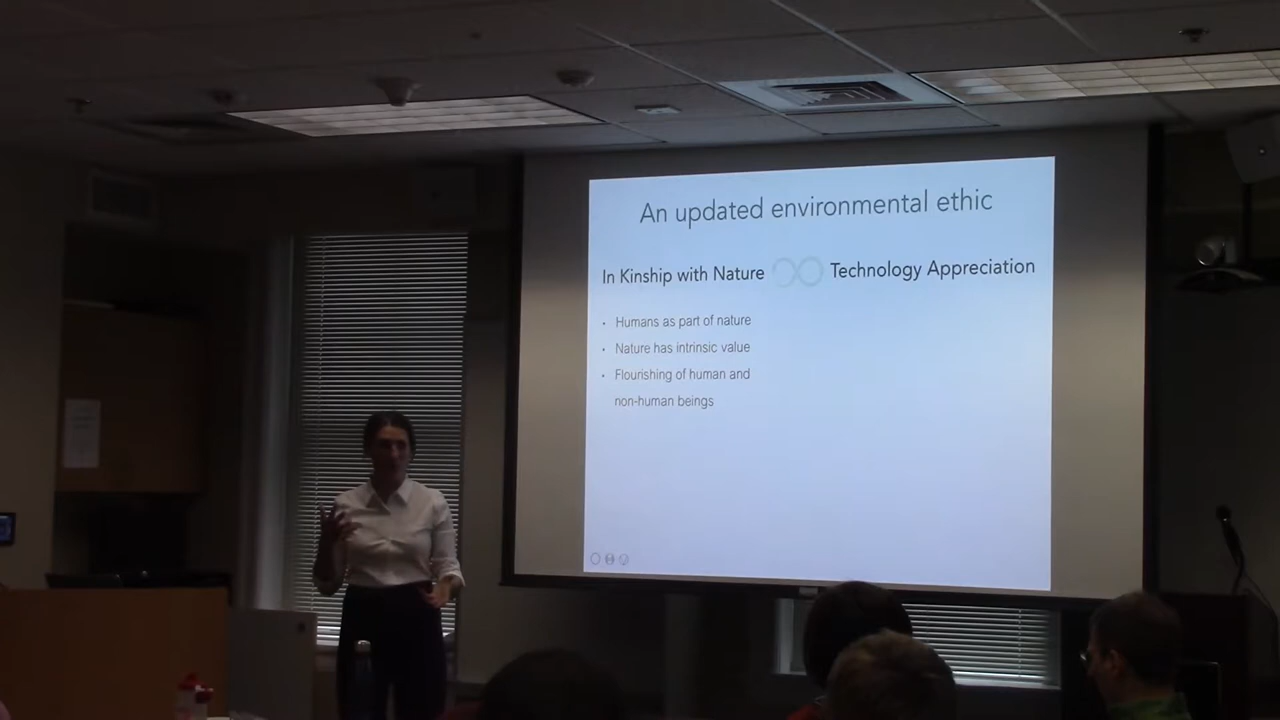 An updated environmental ethic
In Kinship with Nature
Technology Appreciation
• Humans as part of nature
• Nature has intrinsic value
• Flourishing of human and
non-human beings